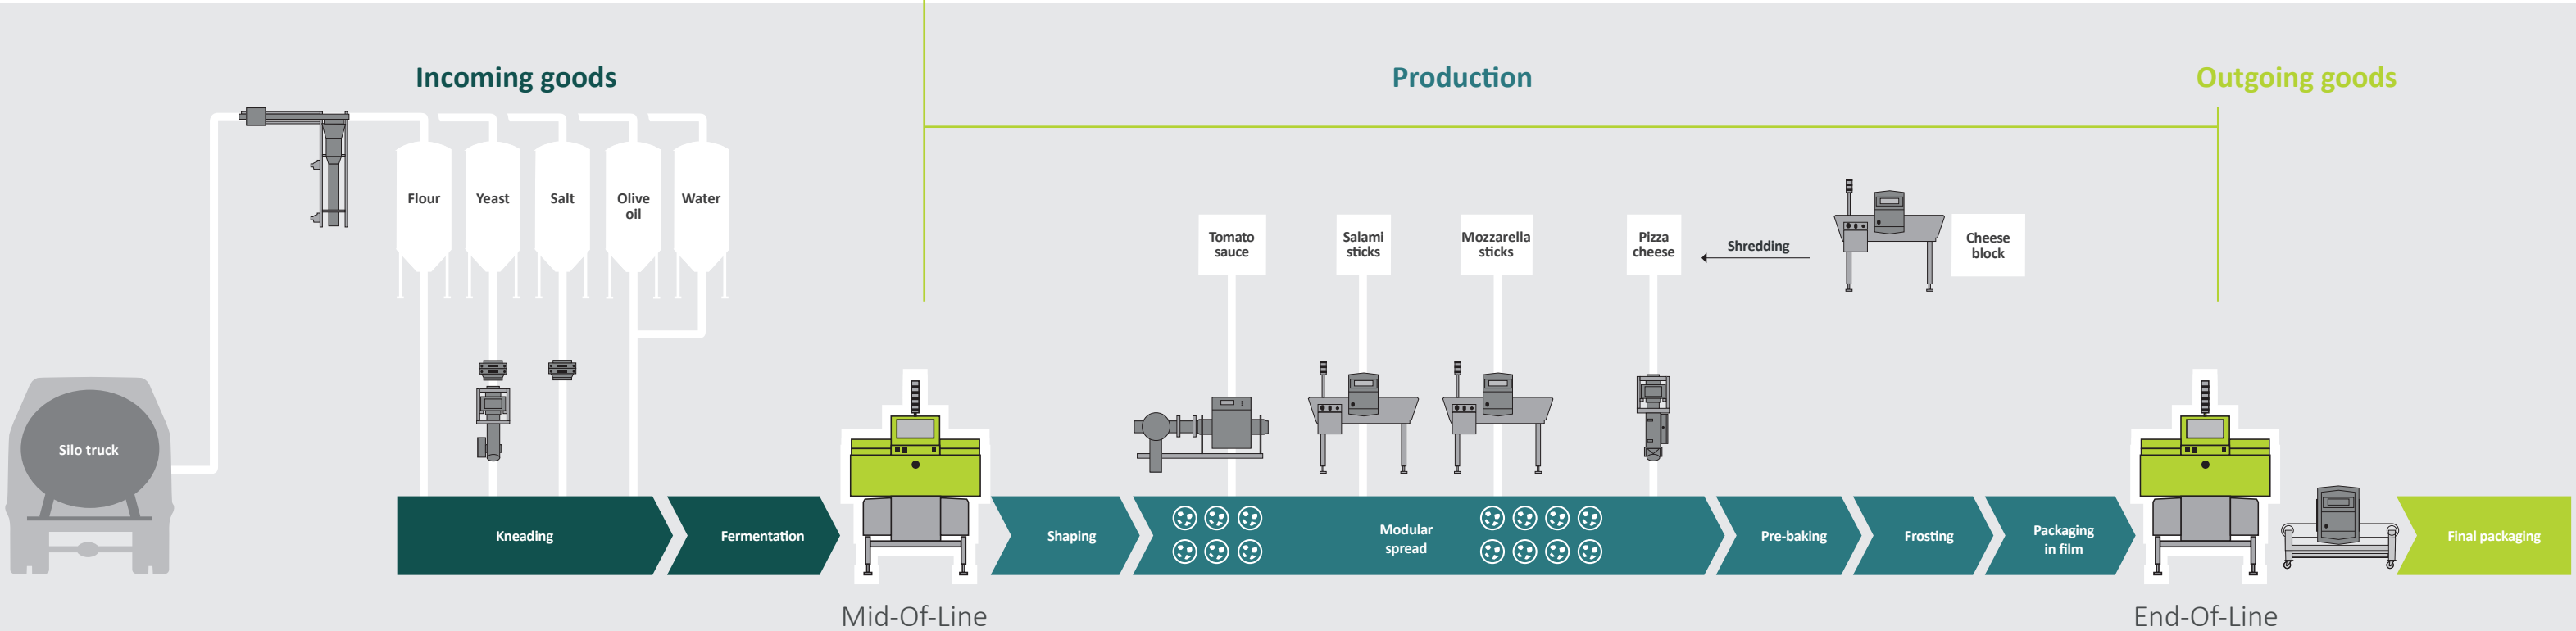 Incoming goods
Production
Outgoing goods
Flour
Yeast
Salt
Olive
oil
Water
Tomato
sauce
Salami
sticks
Mozzarella
sticks
Pizza
cheese
Shredding
Cheese
block
Silo truck
Kneading
Fermentation
Shaping
Modular
spread
Pre-baking
Frosting
Packaging
in film
Final packaging
Mid-Of-Line
End-Of-Line